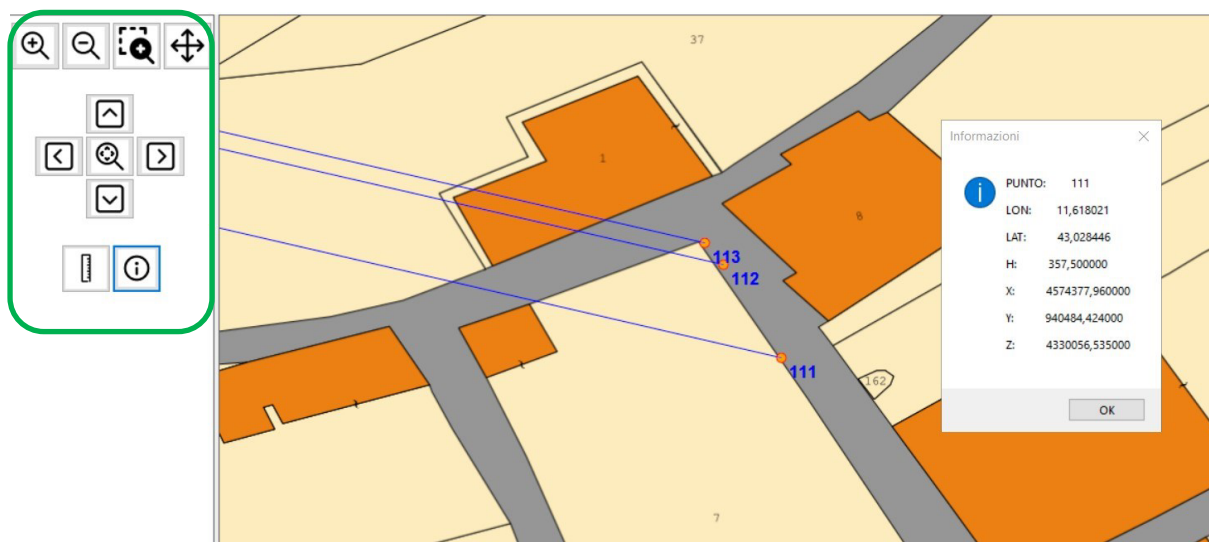 37
Informazioni
1
PUNTO: 111
LON: 11,618021
8
LAT: 43,028446
113
H: 357,500000
112
X: 4574377,960000
Y: 940484,424000
Z: 4330056,535000
111
162
OK
7